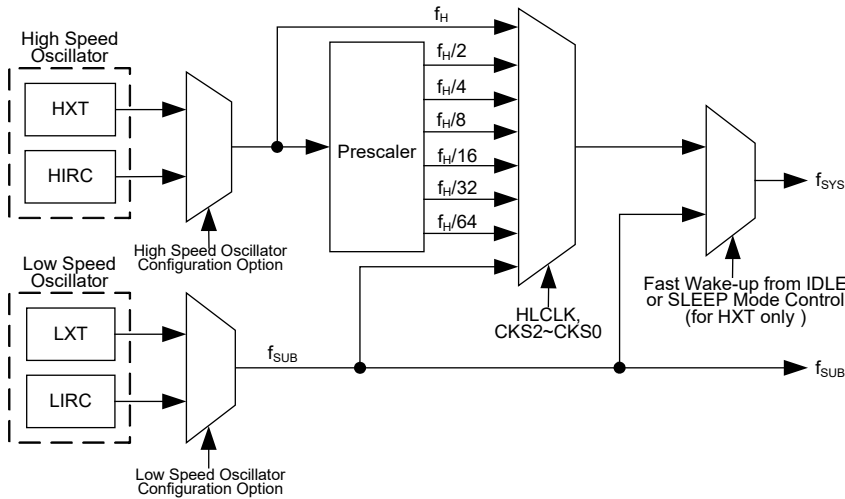 High Speed
Oscillator
HXT
HIRC
High Speed Oscillator
Configuration Option
Low Speed
Oscillator
LXT
LIRC
Low Speed Oscillator
Configuration Option
fH
Prescaler
fH/2
fH/4
fH/8
fH/16
fH/32
fH/64
HLCLK,
CKS2~CKS0
fSUB
fSYS
Fast Wake-up from IDLE
or SLEEP Mode Control
(for HXT only )
fSUB